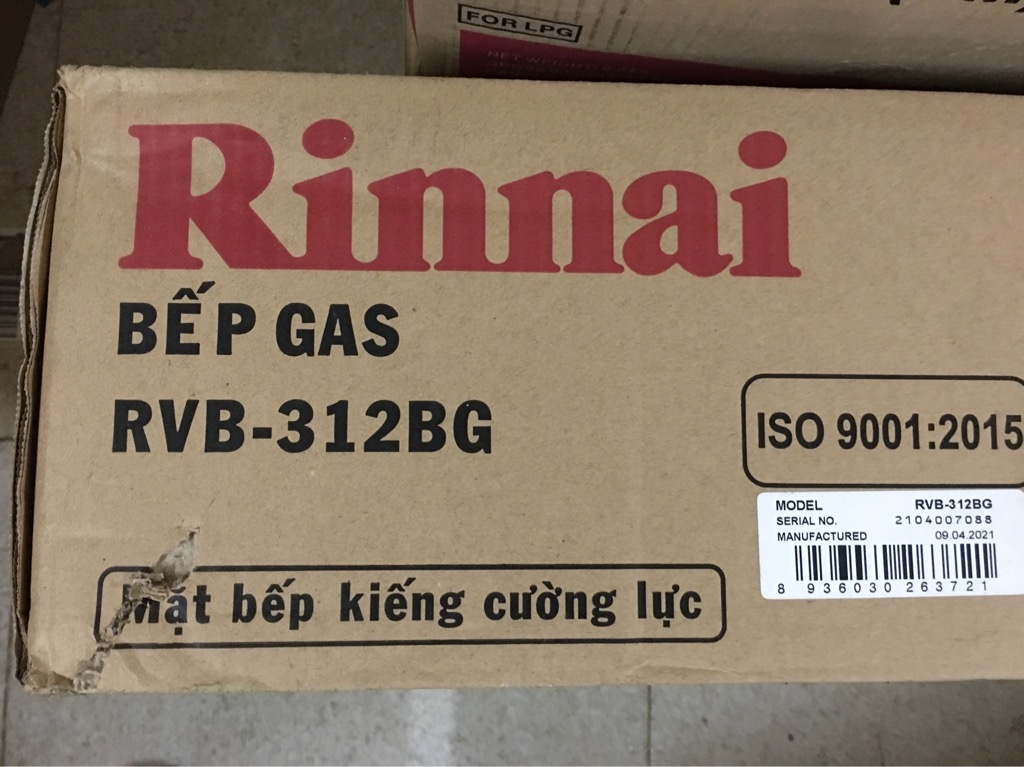 FOR LPG
Rinnai
BẾP GAS
RVB-312BG
ISO 9001:2015
MODEL RVB-312BG
SERIAL NO. 2104007088
MANUFACTURED 09.04.2021
8 936030 263721
Mặt bếp kiếng cường lực